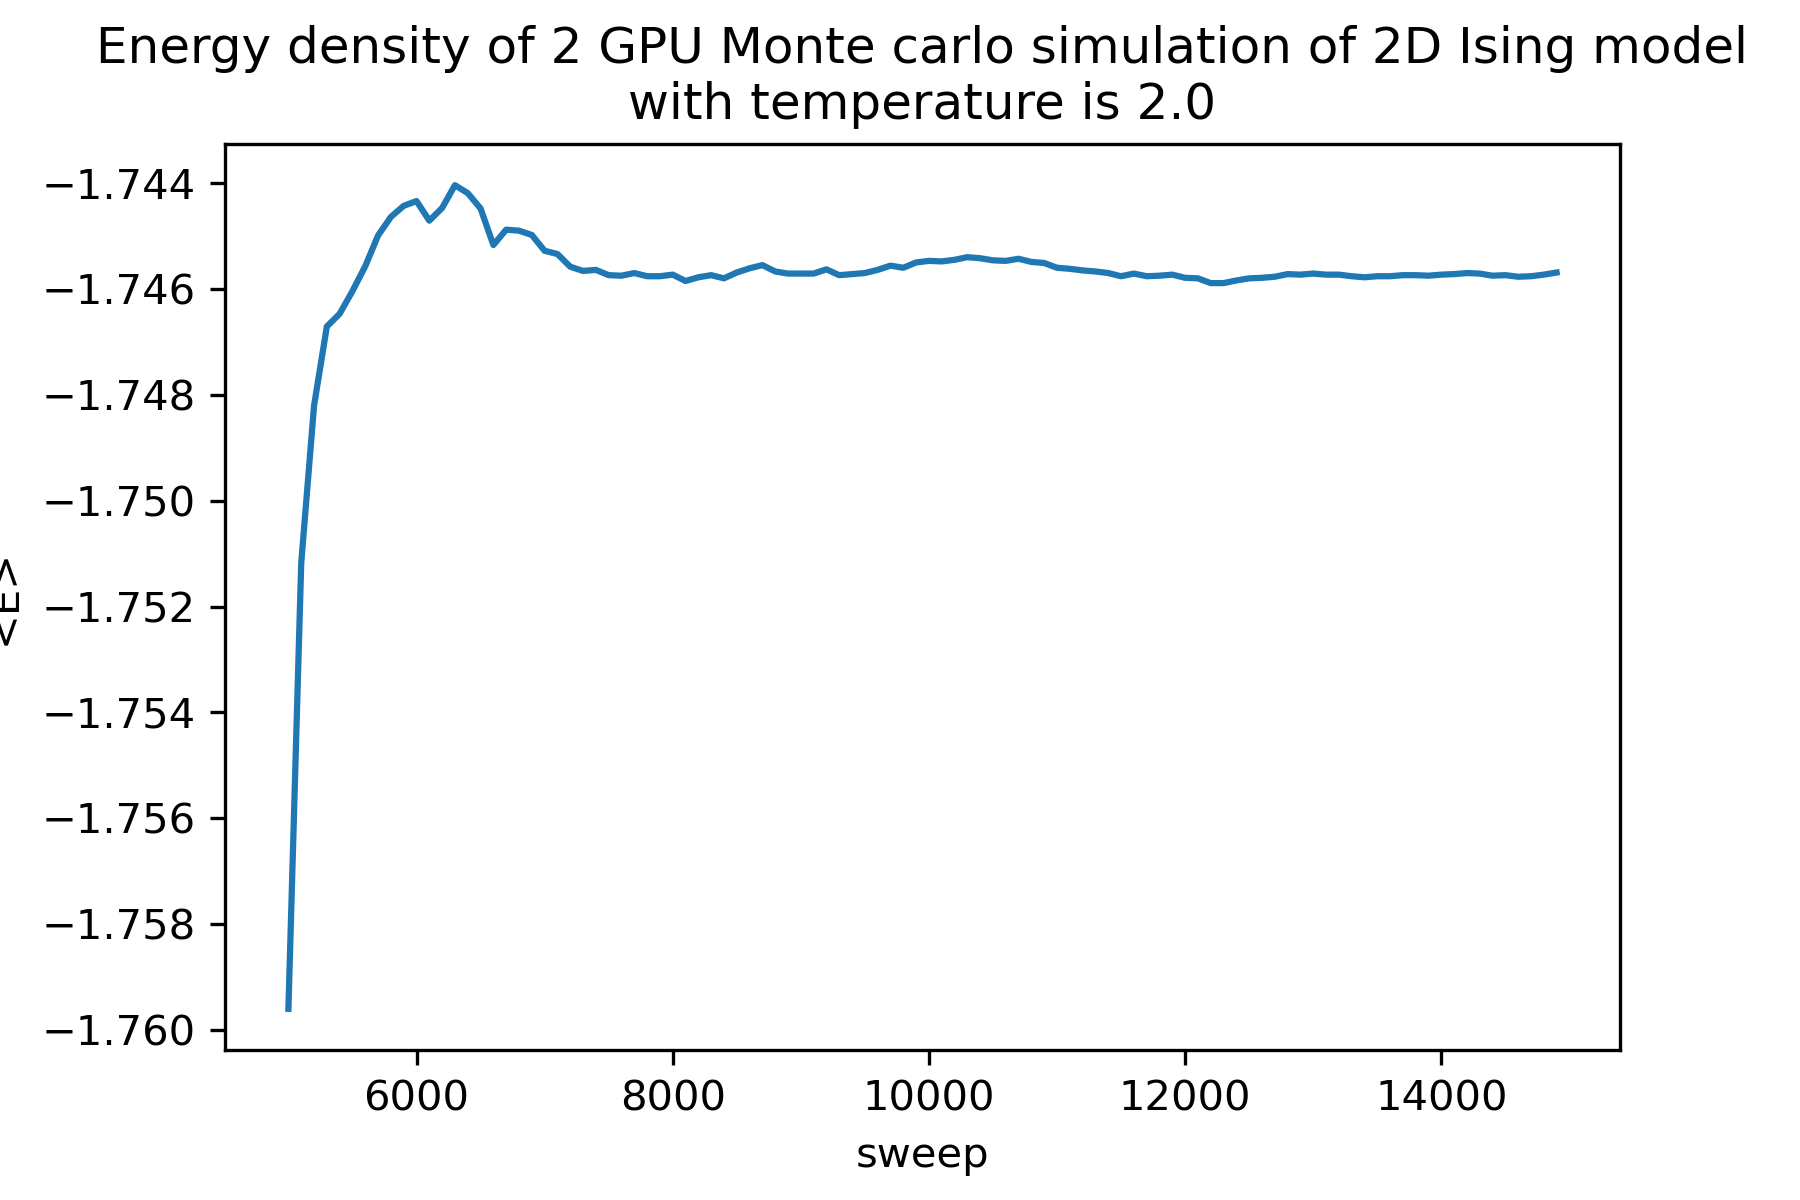 Energy density of 2 GPU Monte carlo simulation of 2D Ising model
with temperature is 2.0
−1.744
−1.746
−1.748
−1.750
−1.752
−1.754
−1.756
−1.758
−1.760
<E>
6000 8000 10000 12000 14000
sweep